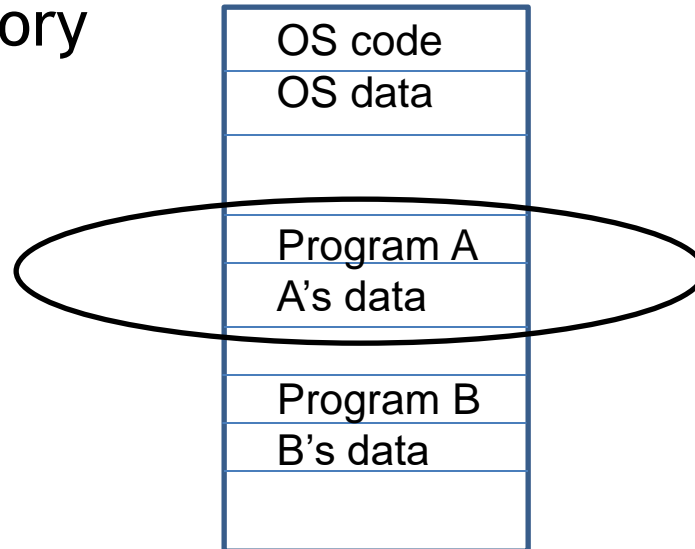 ory
OS code
OS data
Program A
A’s data
Program B
B’s data